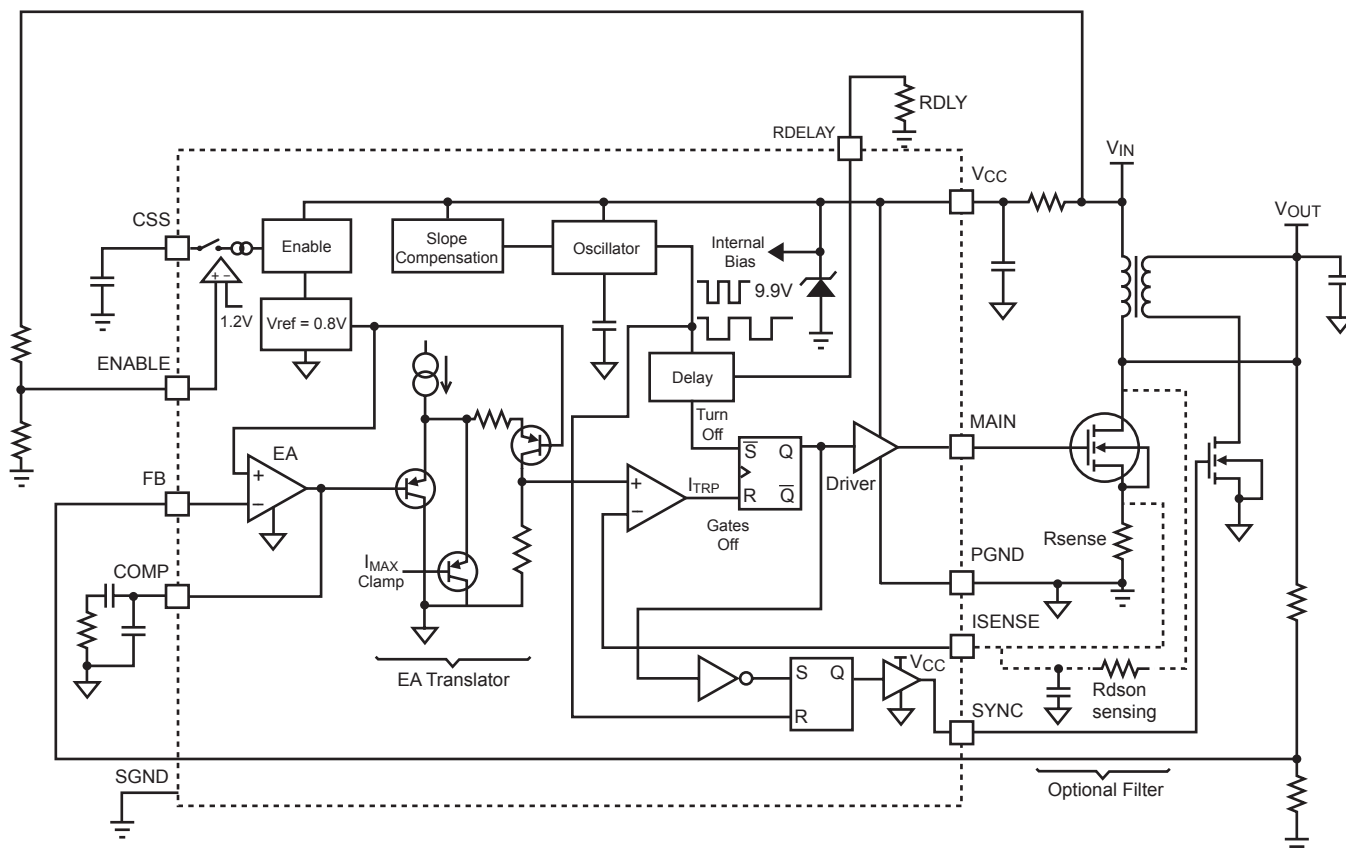 RDLY
RDELAY
VIN
VCC
VOUT
CSS
Enable
Slope
Compensation
Oscillator
Internal
Bias
9.9V
+ −
1.2V
Vref = 0.8V
ENABLE
Delay
Turn
Off
MAIN
EA
S̅ Q
FB
+
−
+
−
ITRP
R Q̅
Driver
Gates
Off
Rsense
COMP
IMAX
Clamp
PGND
ISENSE
VCC
EA Translator
S Q
R
Rdson
sensing
SYNC
SGND
Optional Filter